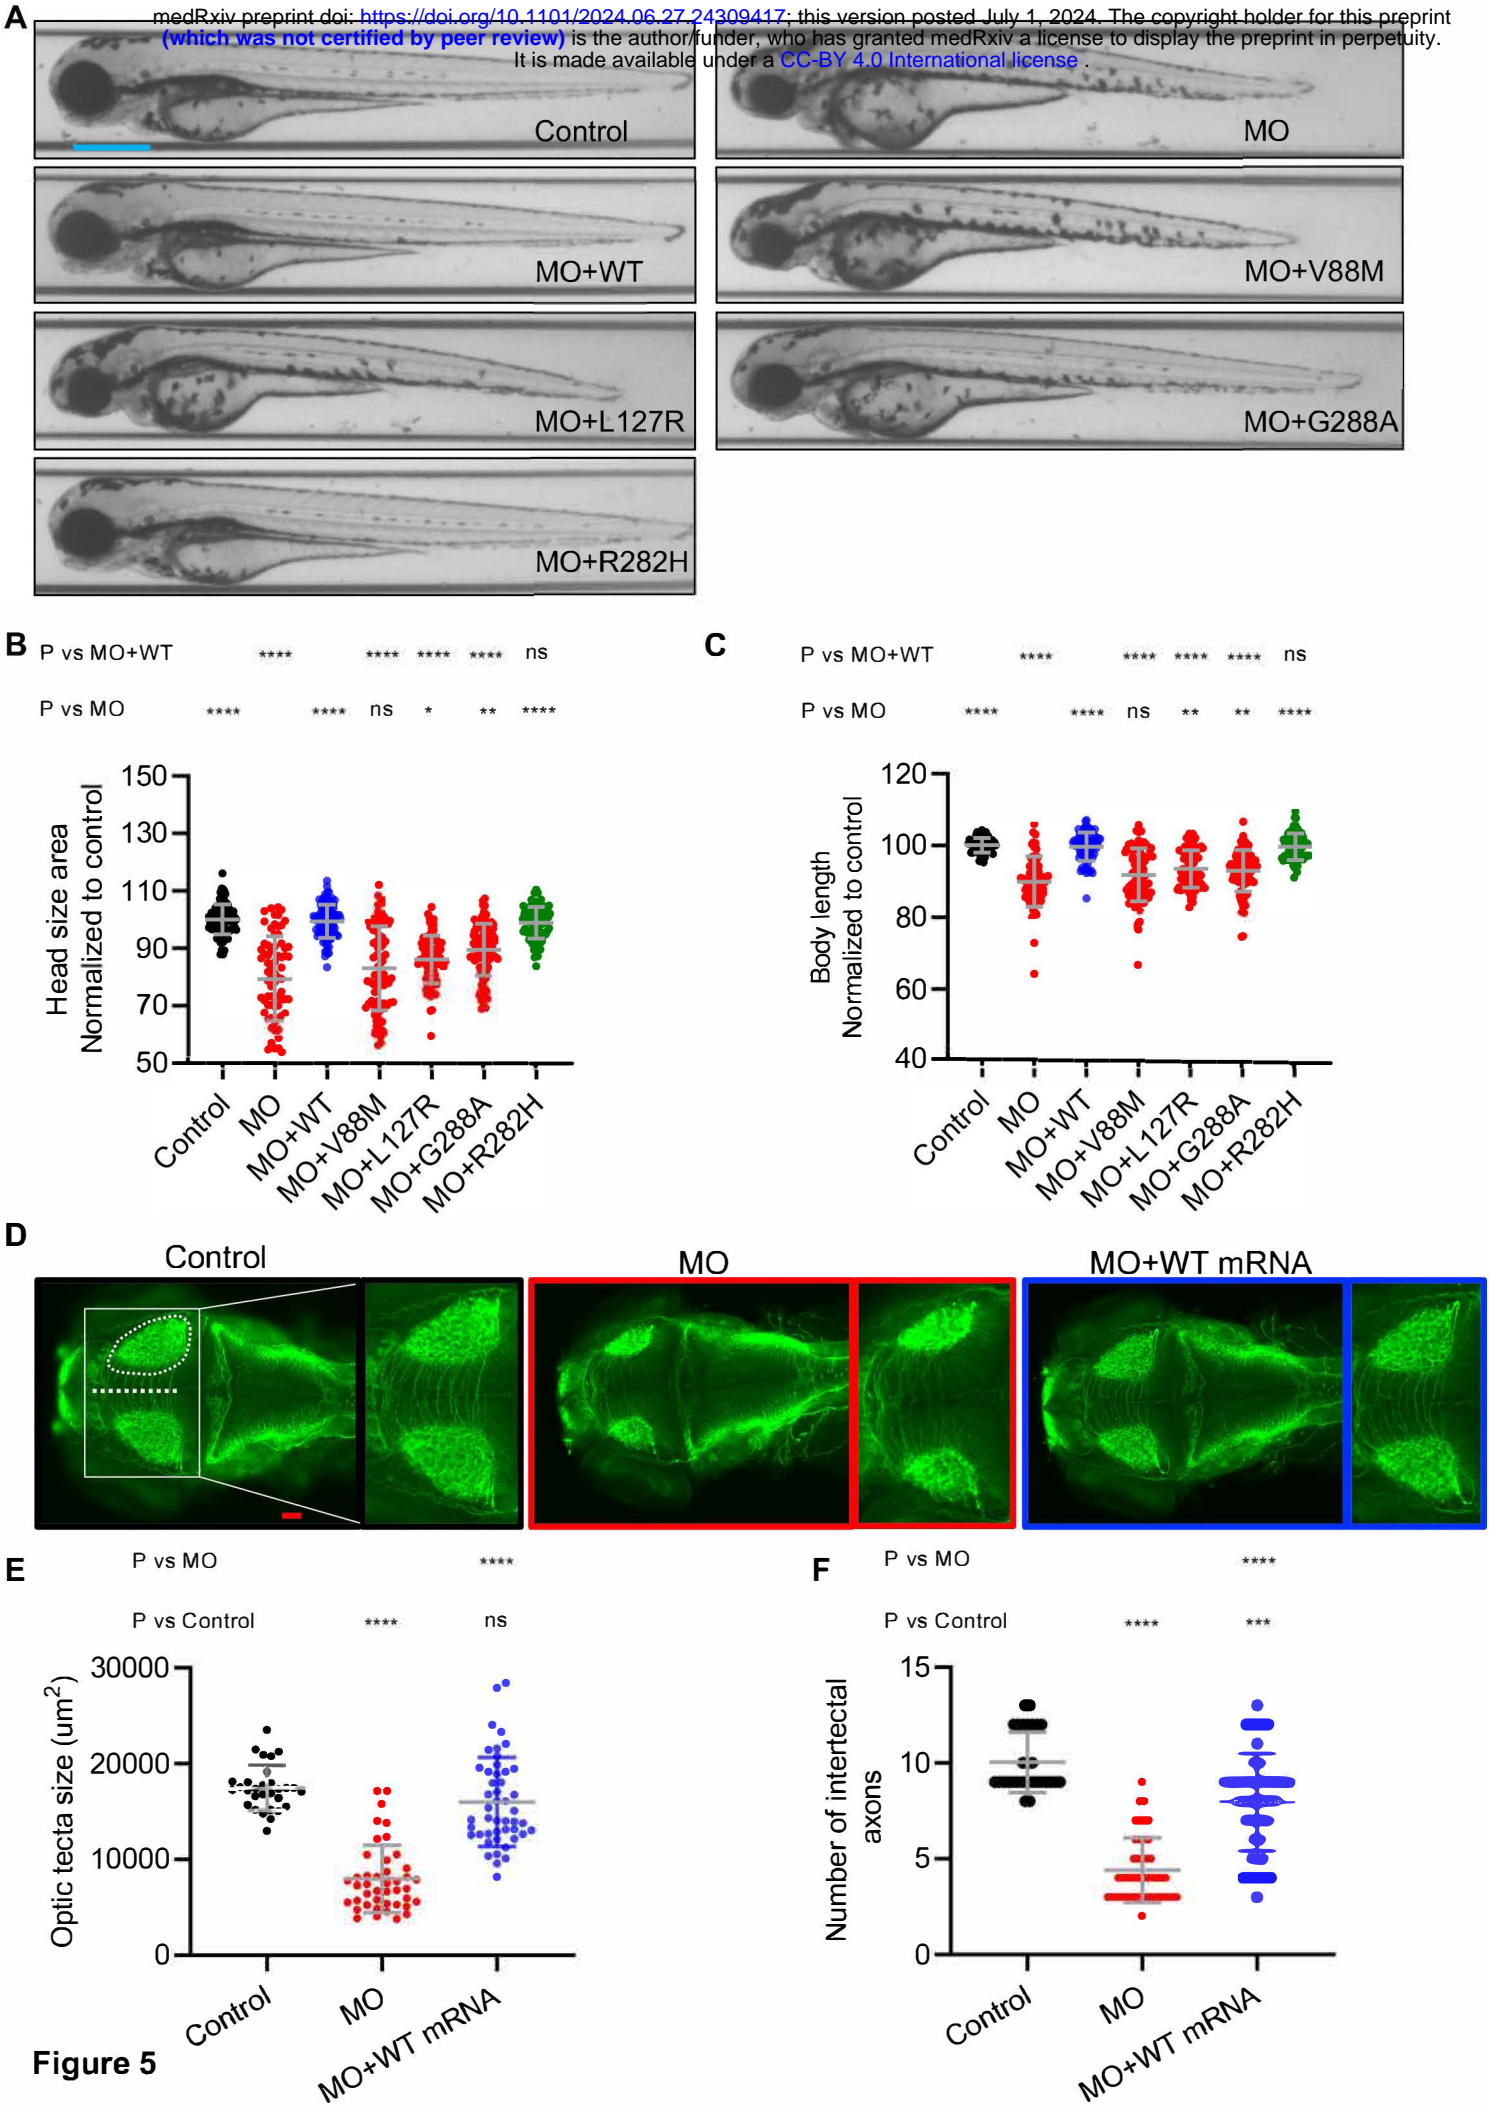 medRxiv preprint doi: https://doi.org/10.1101/2024.06.27.24309417; this version posted July 1, 2024. The copyright holder for this preprint
(which was not certified by peer review) is the author/funder, who has granted medRxiv a license to display the preprint in perpetuity.
It is made available under a CC-BY 4.0 International license .
A
Control
MO
MO+WT
MO+V88M
MO+L127R
MO+G288A
MO+R282H
B
P vs MO+WT **** **** **** **** ns
P vs MO **** **** ns * ** ****
Head size area
Normalized to control
150
130
110
90
70
50
Control
MO
MO+WT
MO+V88M
MO+L127R
MO+G288A
MO+R282H
C
P vs MO+WT **** **** **** **** ns
P vs MO **** **** ns ** ** ****
Body length
Normalized to control
120
100
80
60
40
Control
MO
MO+WT
MO+V88M
MO+L127R
MO+G288A
MO+R282H
D
Control
MO
MO+WT mRNA
E
P vs MO ****
P vs Control **** ns
Optic tecta size (um2)
30000
20000
10000
0
Control
MO
MO+WT mRNA
F
P vs MO ****
P vs Control **** ***
Number of intertectal
axons
15
10
5
0
Control
MO
MO+WT mRNA
Figure 5